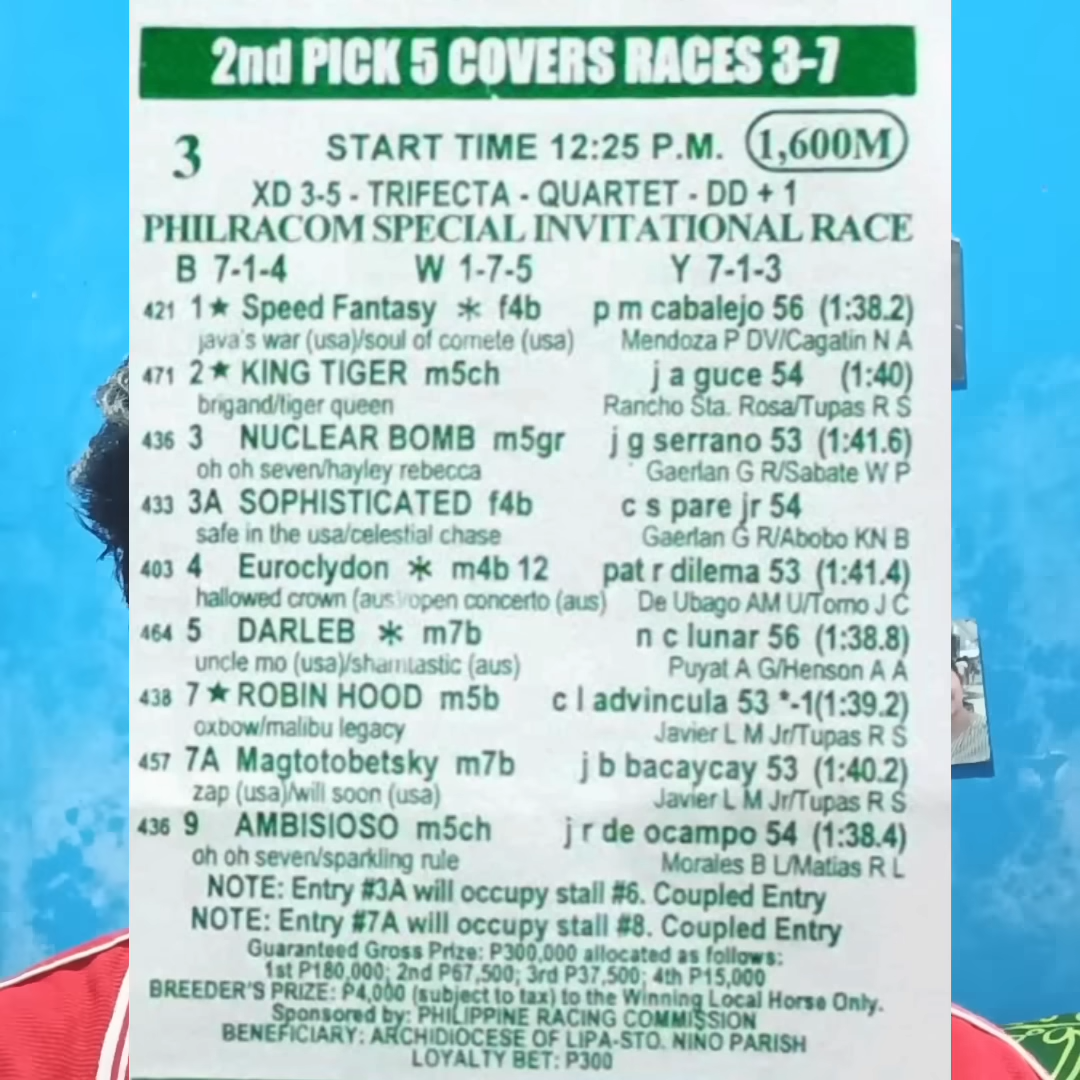 2nd PICK 5 COVERS RACES 3-7
3 START TIME 12:25 P.M. 1,600M
XD 3-5 - TRIFECTA - QUARTET - DD + 1
PHILRACOM SPECIAL INVITATIONAL RACE
B 7-1-4 W 1-7-5 Y 7-1-3
421 1★ Speed Fantasy * f4b p m cabalejo 56 (1:38.2)
java's war (usa)/soul of comete (usa) Mendoza P DV/Cagatin N A
471 2★ KING TIGER m5ch j a guce 54 (1:40)
brigand/tiger queen Rancho Sta. Rosa/Tupas R S
436 3 NUCLEAR BOMB m5gr j g serrano 53 (1:41.6)
oh oh seven/hayley rebecca Gaerlan G R/Sabate W P
433 3A SOPHISTICATED f4b c s pare jr 54
safe in the usa/celestial chase Gaerlan G R/Abobo KN B
403 4 Euroclydon * m4b 12 pat r dilema 53 (1:41.4)
hallowed crown (aus)/open concerto (aus) De Ubago AM U/Torno J C
464 5 DARLEB * m7b n c lunar 56 (1:38.8)
uncle mo (usa)/shamtastic (aus) Puyat A G/Henson A A
438 7★ ROBIN HOOD m5b c l advincula 53 *-1(1:39.2)
oxbow/malibu legacy Javier L M Jr/Tupas R S
457 7A Magtotobetsky m7b j b bacaycay 53 (1:40.2)
zap (usa)/will soon (usa) Javier L M Jr/Tupas R S
436 9 AMBISIOSO m5ch j r de ocampo 54 (1:38.4)
oh oh seven/sparkling rule Morales B L/Matias R L
NOTE: Entry #3A will occupy stall #6. Coupled Entry
NOTE: Entry #7A will occupy stall #8. Coupled Entry
Guaranteed Gross Prize: P300,000 allocated as follows:
1st P180,000; 2nd P67,500; 3rd P37,500; 4th P15,000
BREEDER'S PRIZE: P4,000 (subject to tax) to the Winning Local Horse Only.
Sponsored by: PHILIPPINE RACING COMMISSION
BENEFICIARY: ARCHDIOCESE OF LIPA-STO. NINO PARISH
LOYALTY BET: P300